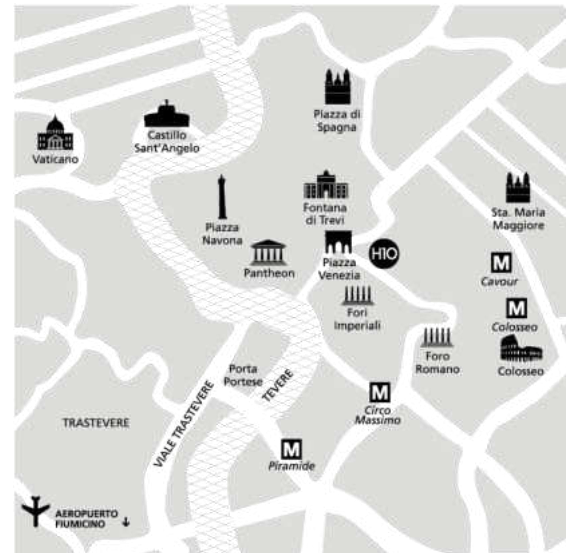 Piazza di
Spagna
Castillo
Sant'Angelo
Vaticano
Fontana
di Trevi
Sta. Maria
Maggiore
Piazza
Navona
Pantheon
Piazza
Venezia
H10
M
Cavour
Fori
Imperiali
M
Colosseo
Foro
Romano
Colosseo
Porta
Portese
TEVERE
M
Circo
Massimo
TRASTEVERE
VIALE TRASTEVERE
M
Piramide
AEROPUERTO
FIUMICINO ↓